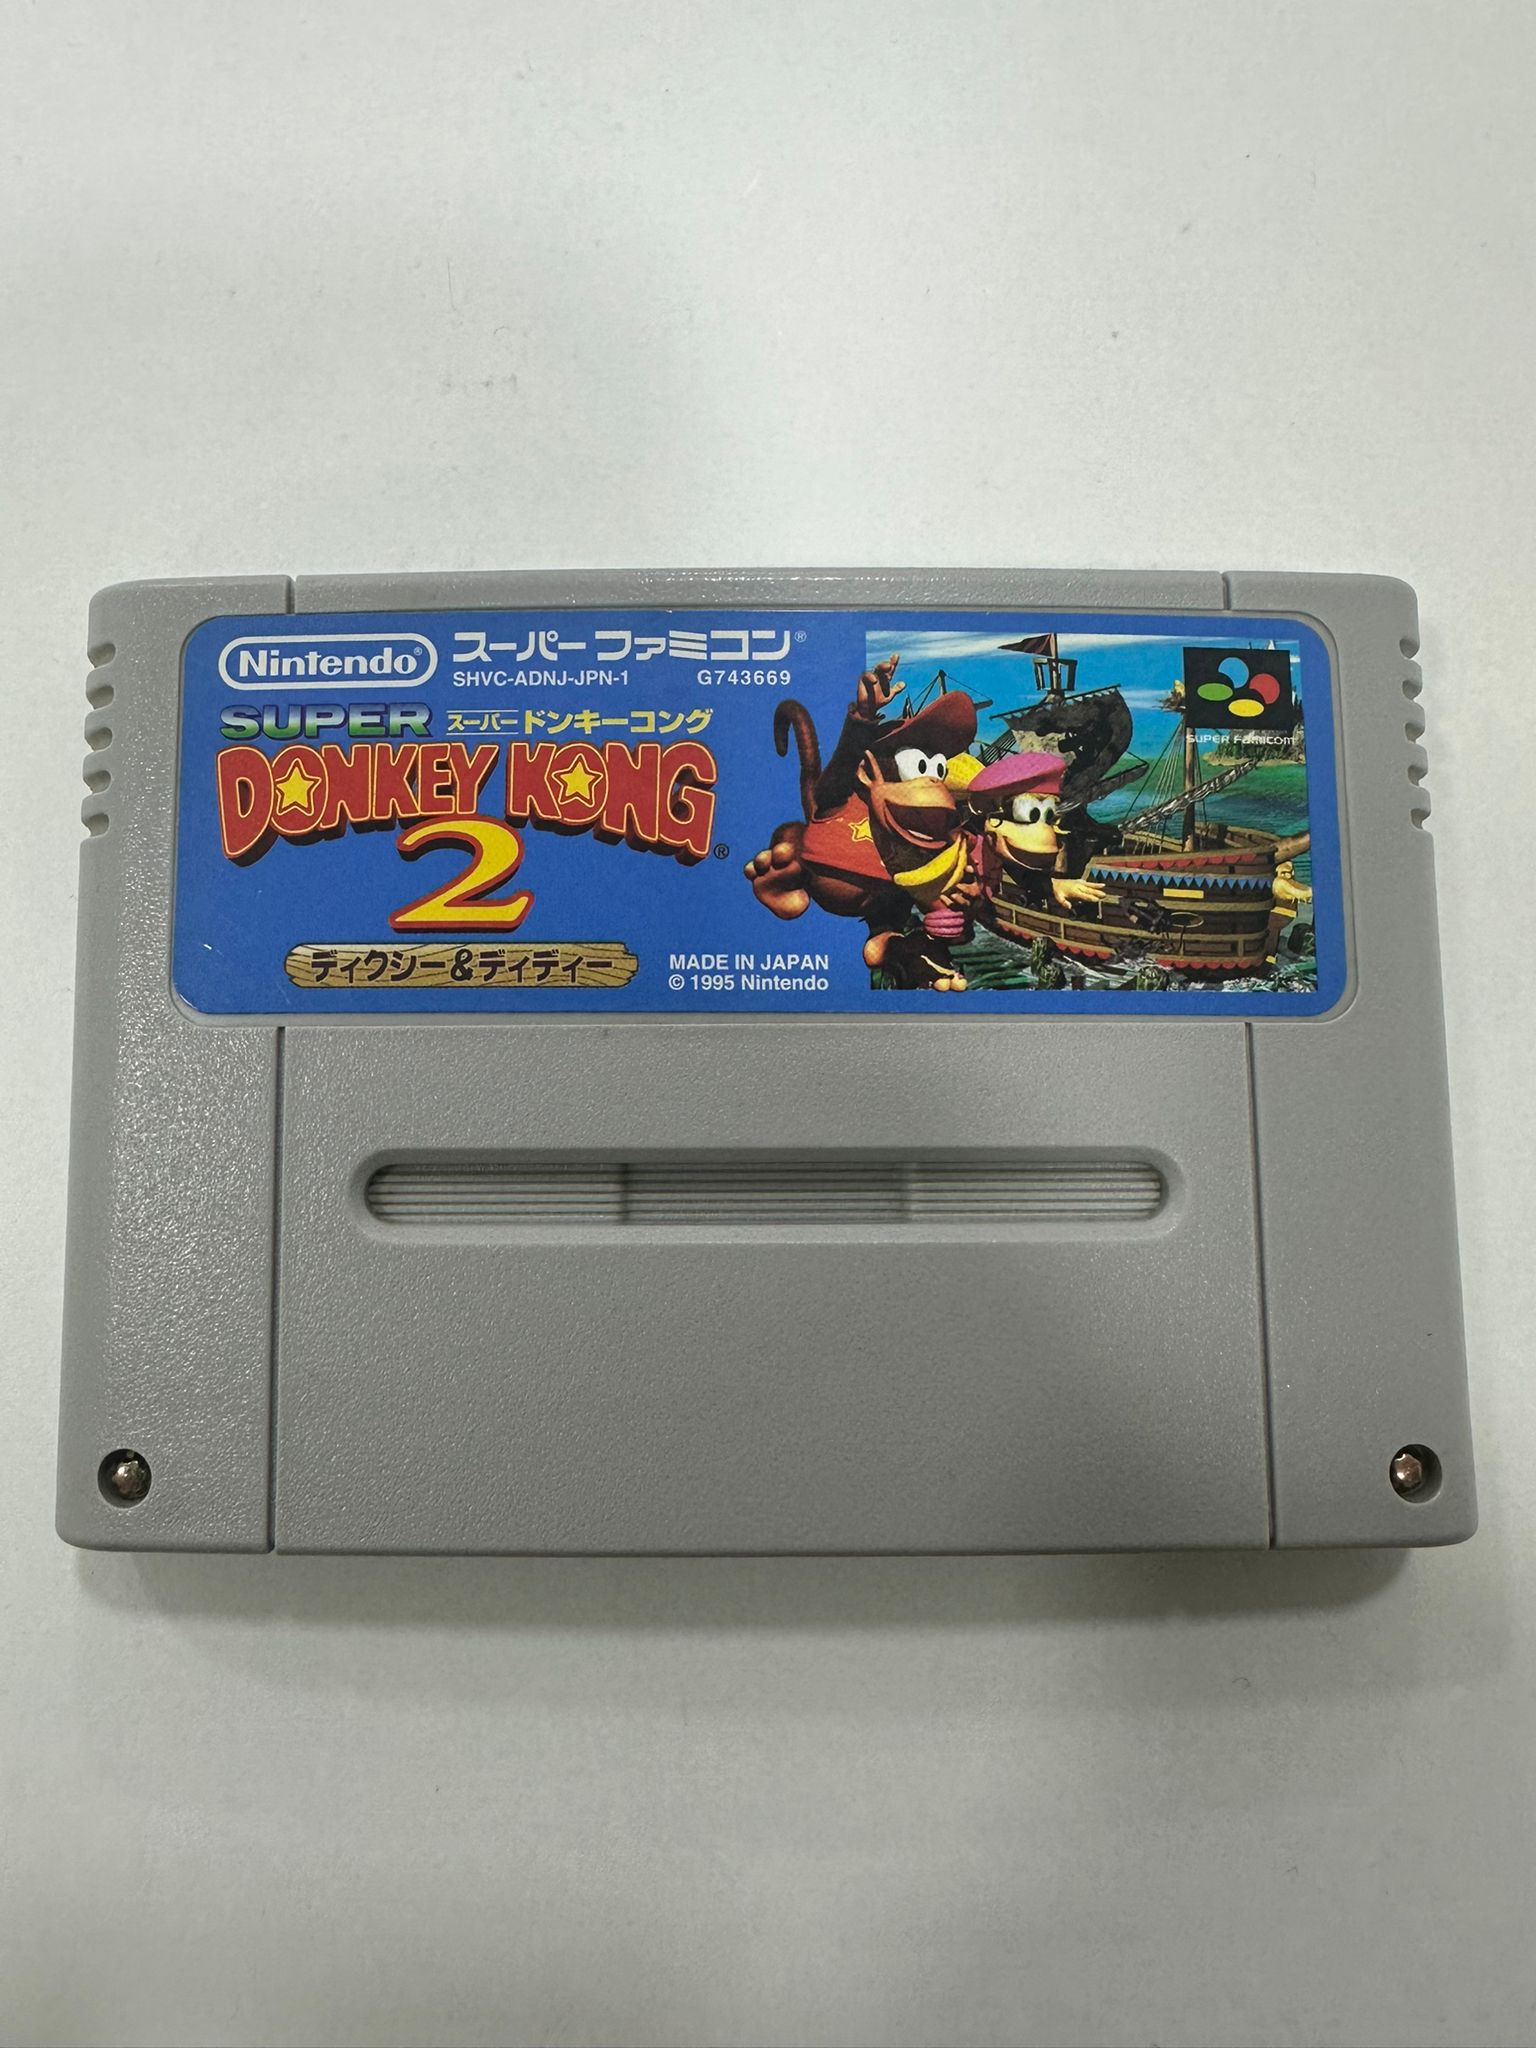 Nintendo®
スーパーファミコン®
SHVC-ADNJ-JPN-1 G743669
SUPER スーパードンキーコング
DONKEY KONG®
2
ディクシー&ディディー
MADE IN JAPAN
© 1995 Nintendo
SUPER FAMICOM